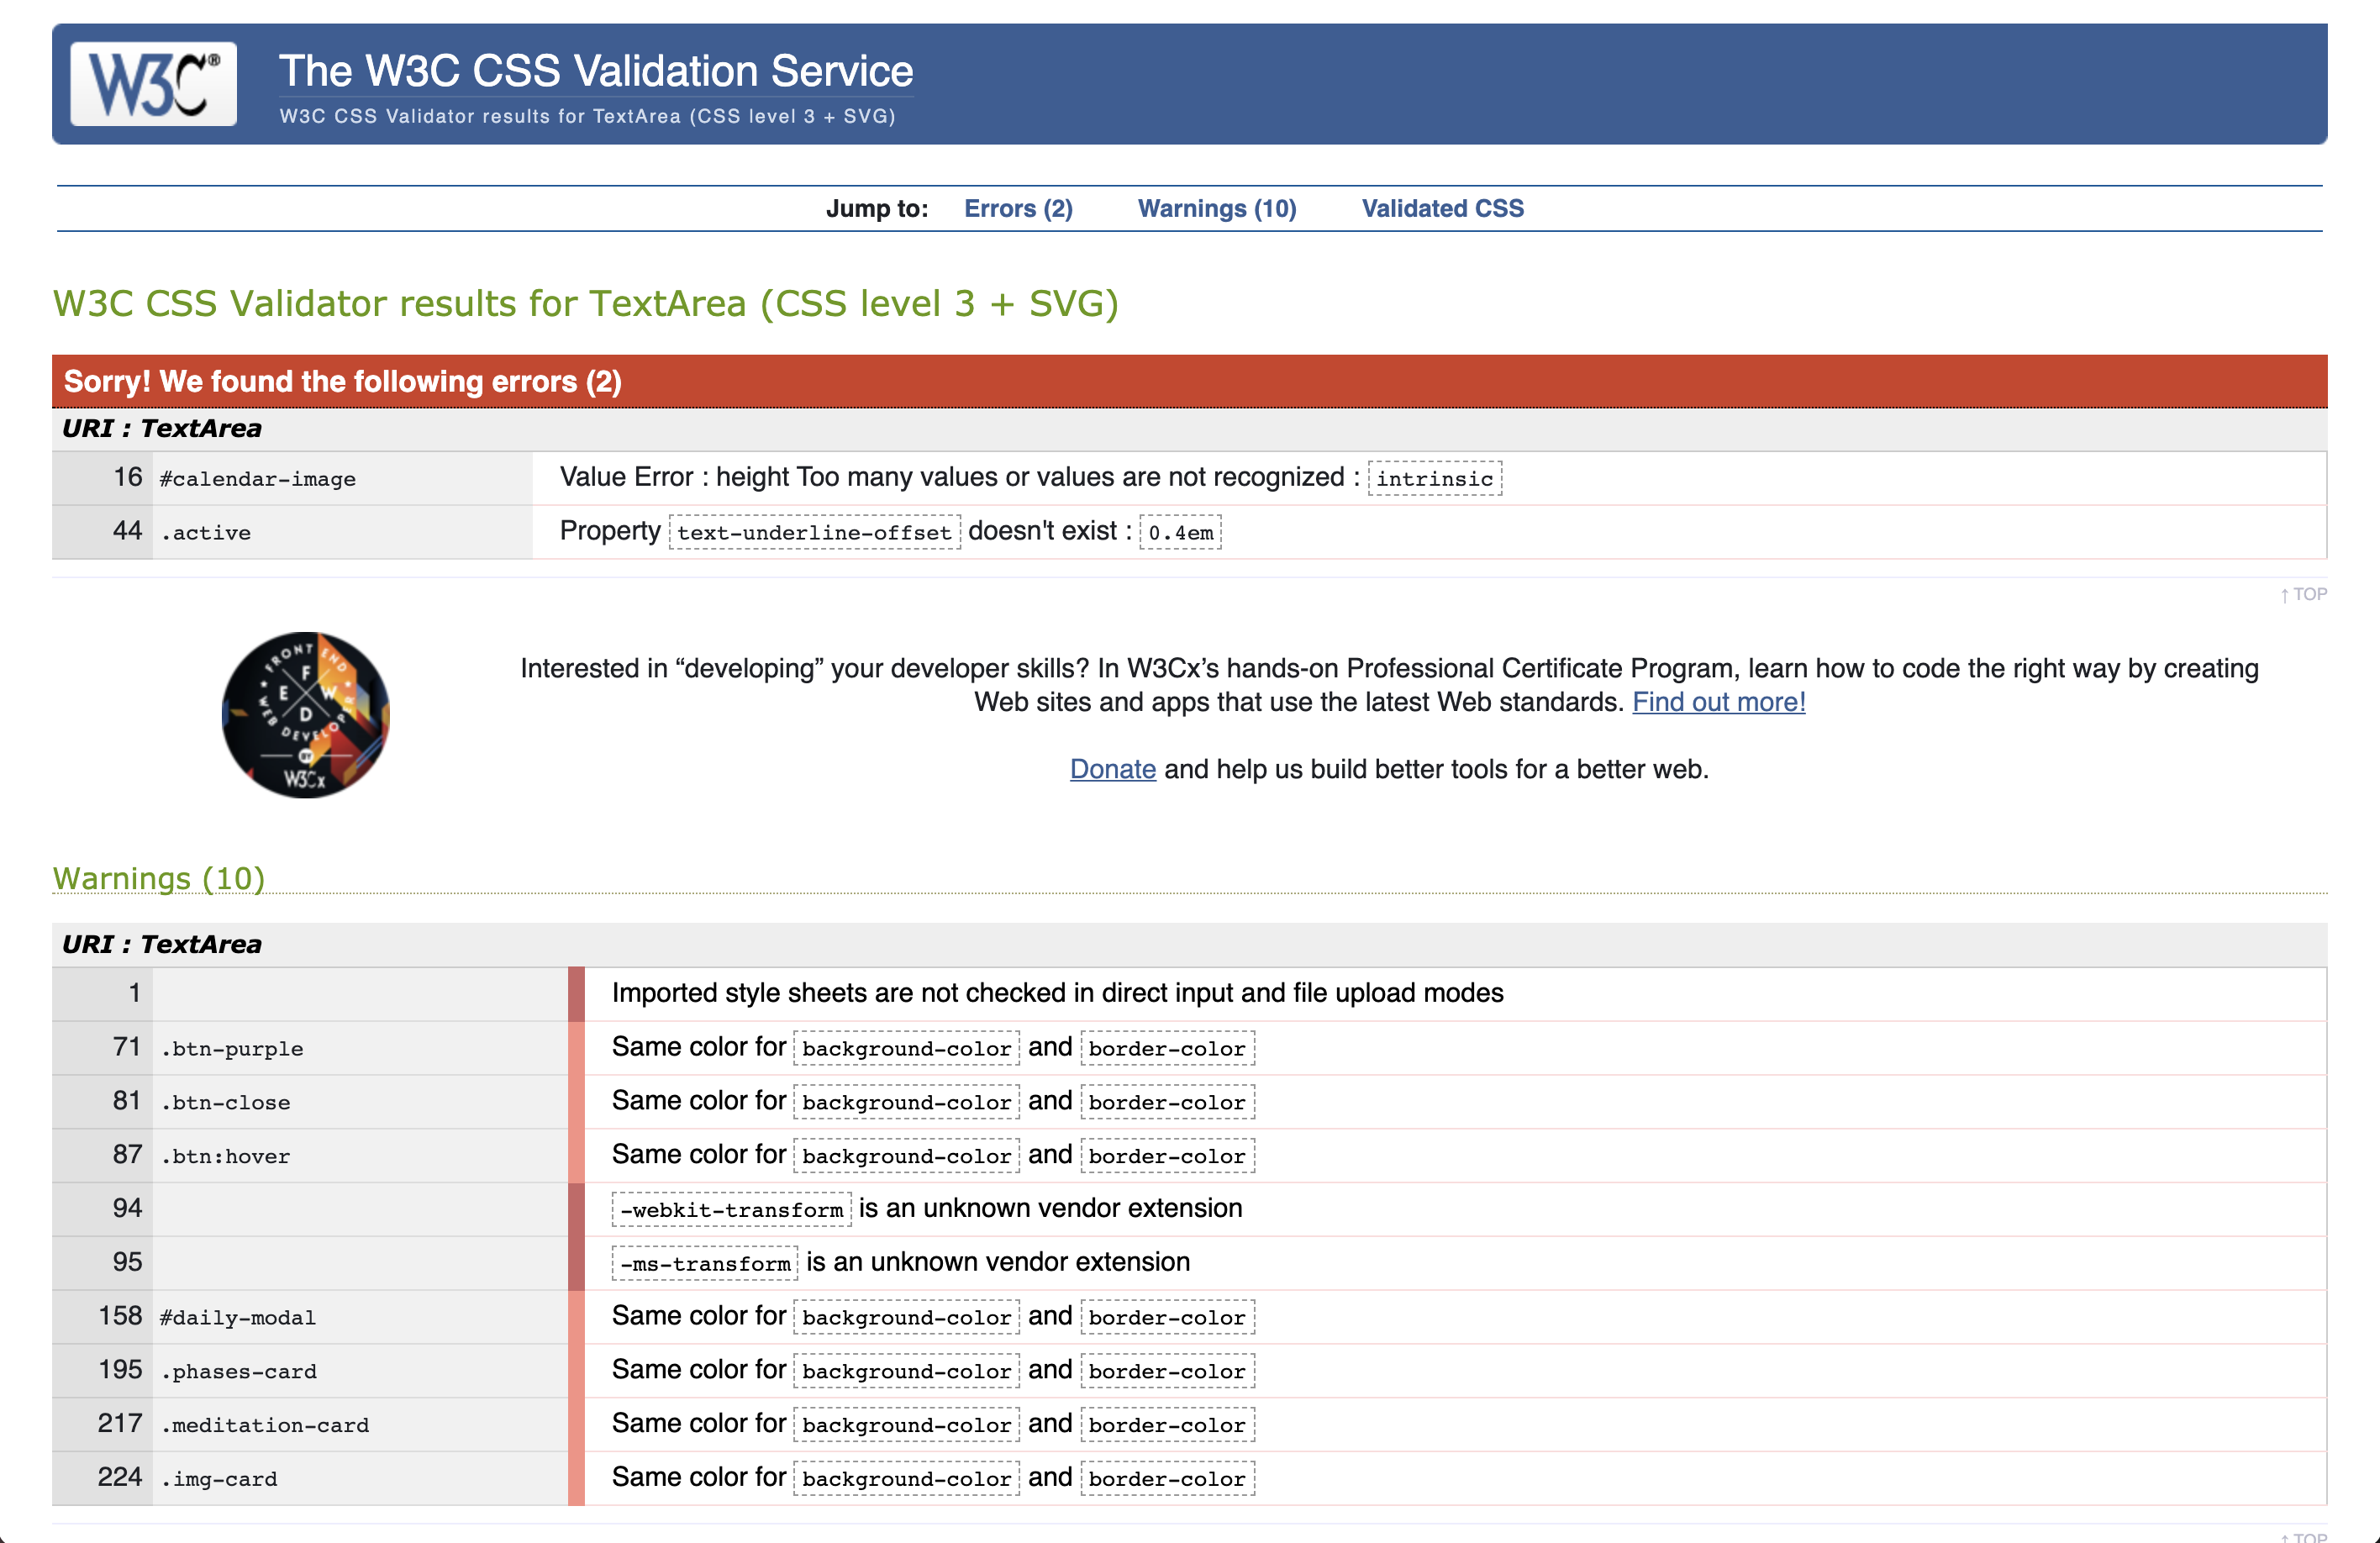 W3C®
The W3C CSS Validation Service
W3C CSS Validator results for TextArea (CSS level 3 + SVG)
Jump to: Errors (2) Warnings (10) Validated CSS
W3C CSS Validator results for TextArea (CSS level 3 + SVG)
Sorry! We found the following errors (2)
URI : TextArea
16 #calendar-image Value Error : height Too many values or values are not recognized : intrinsic
44 .active Property text-underline-offset doesn't exist : 0.4em
↑ TOP
FRONT END
F
E W
D
WEB DEVELOPER
BY
W3Cx
Interested in “developing” your developer skills? In W3Cx’s hands-on Professional Certificate Program, learn how to code the right way by creating
Web sites and apps that use the latest Web standards. Find out more!
Donate and help us build better tools for a better web.
Warnings (10)
URI : TextArea
1 Imported style sheets are not checked in direct input and file upload modes
71 .btn-purple Same color for background-color and border-color
81 .btn-close Same color for background-color and border-color
87 .btn:hover Same color for background-color and border-color
94 -webkit-transform is an unknown vendor extension
95 -ms-transform is an unknown vendor extension
158 #daily-modal Same color for background-color and border-color
195 .phases-card Same color for background-color and border-color
217 .meditation-card Same color for background-color and border-color
224 .img-card Same color for background-color and border-color
↑ TOP